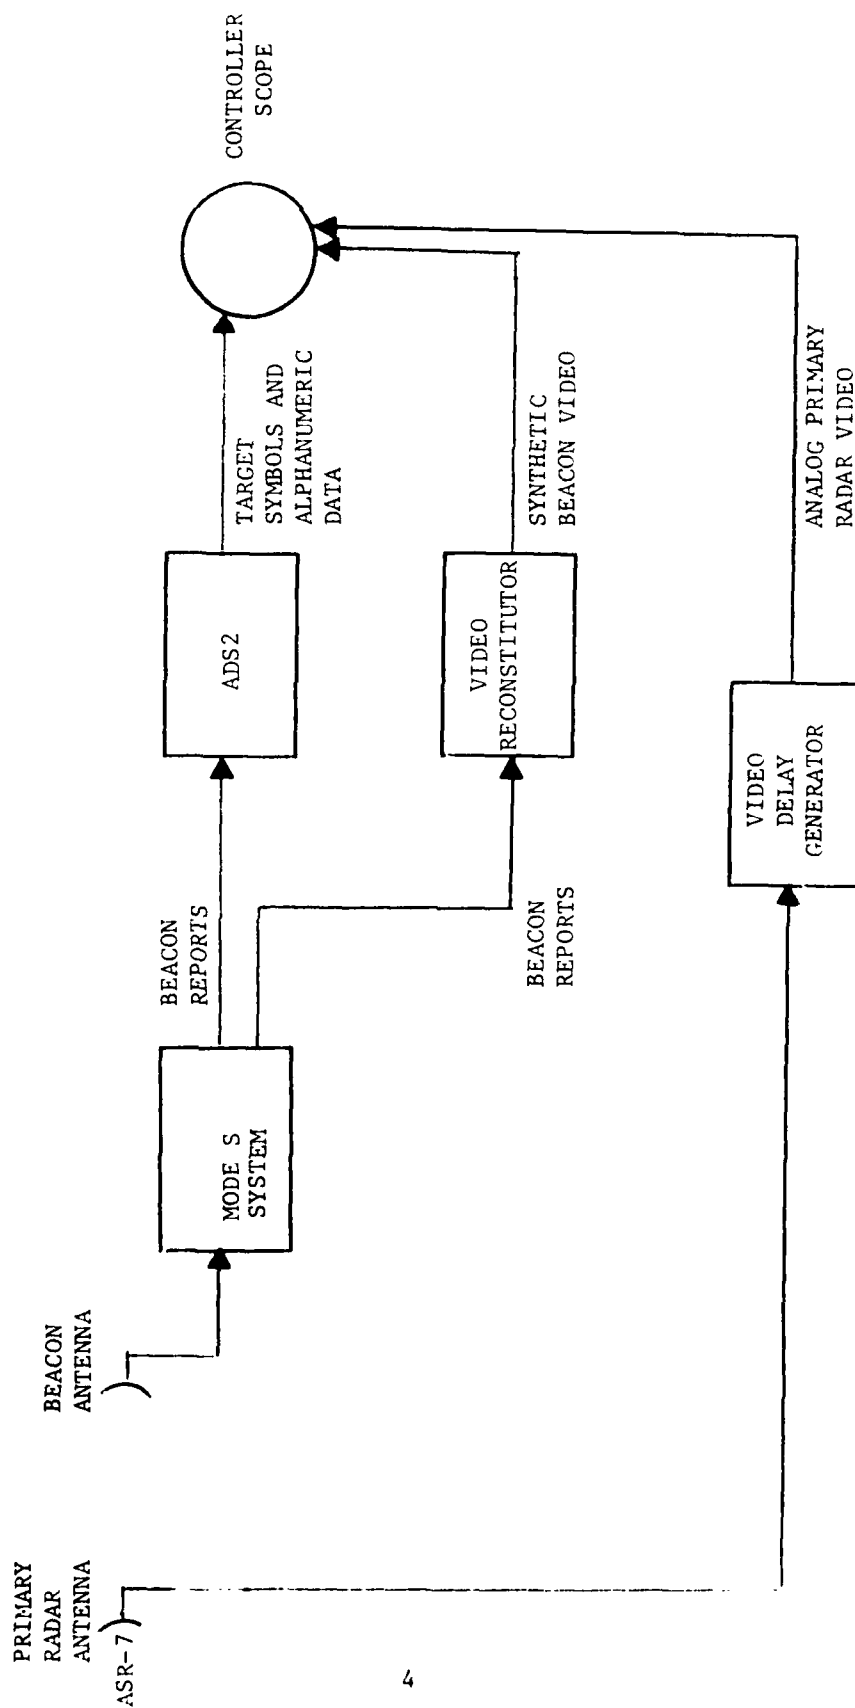 PRIMARY
RADAR
ANTENNA
ASR-7
BEACON
ANTENNA
MODE S
SYSTEM
BEACON
REPORTS
BEACON
REPORTS
ADS2
VIDEO
RECONSTITUTOR
VIDEO
DELAY
GENERATOR
TARGET
SYMBOLS AND
ALPHANUMERIC
DATA
SYNTHETIC
BEACON VIDEO
ANALOG PRIMARY
RADAR VIDEO
CONTROLLER
SCOPE
4